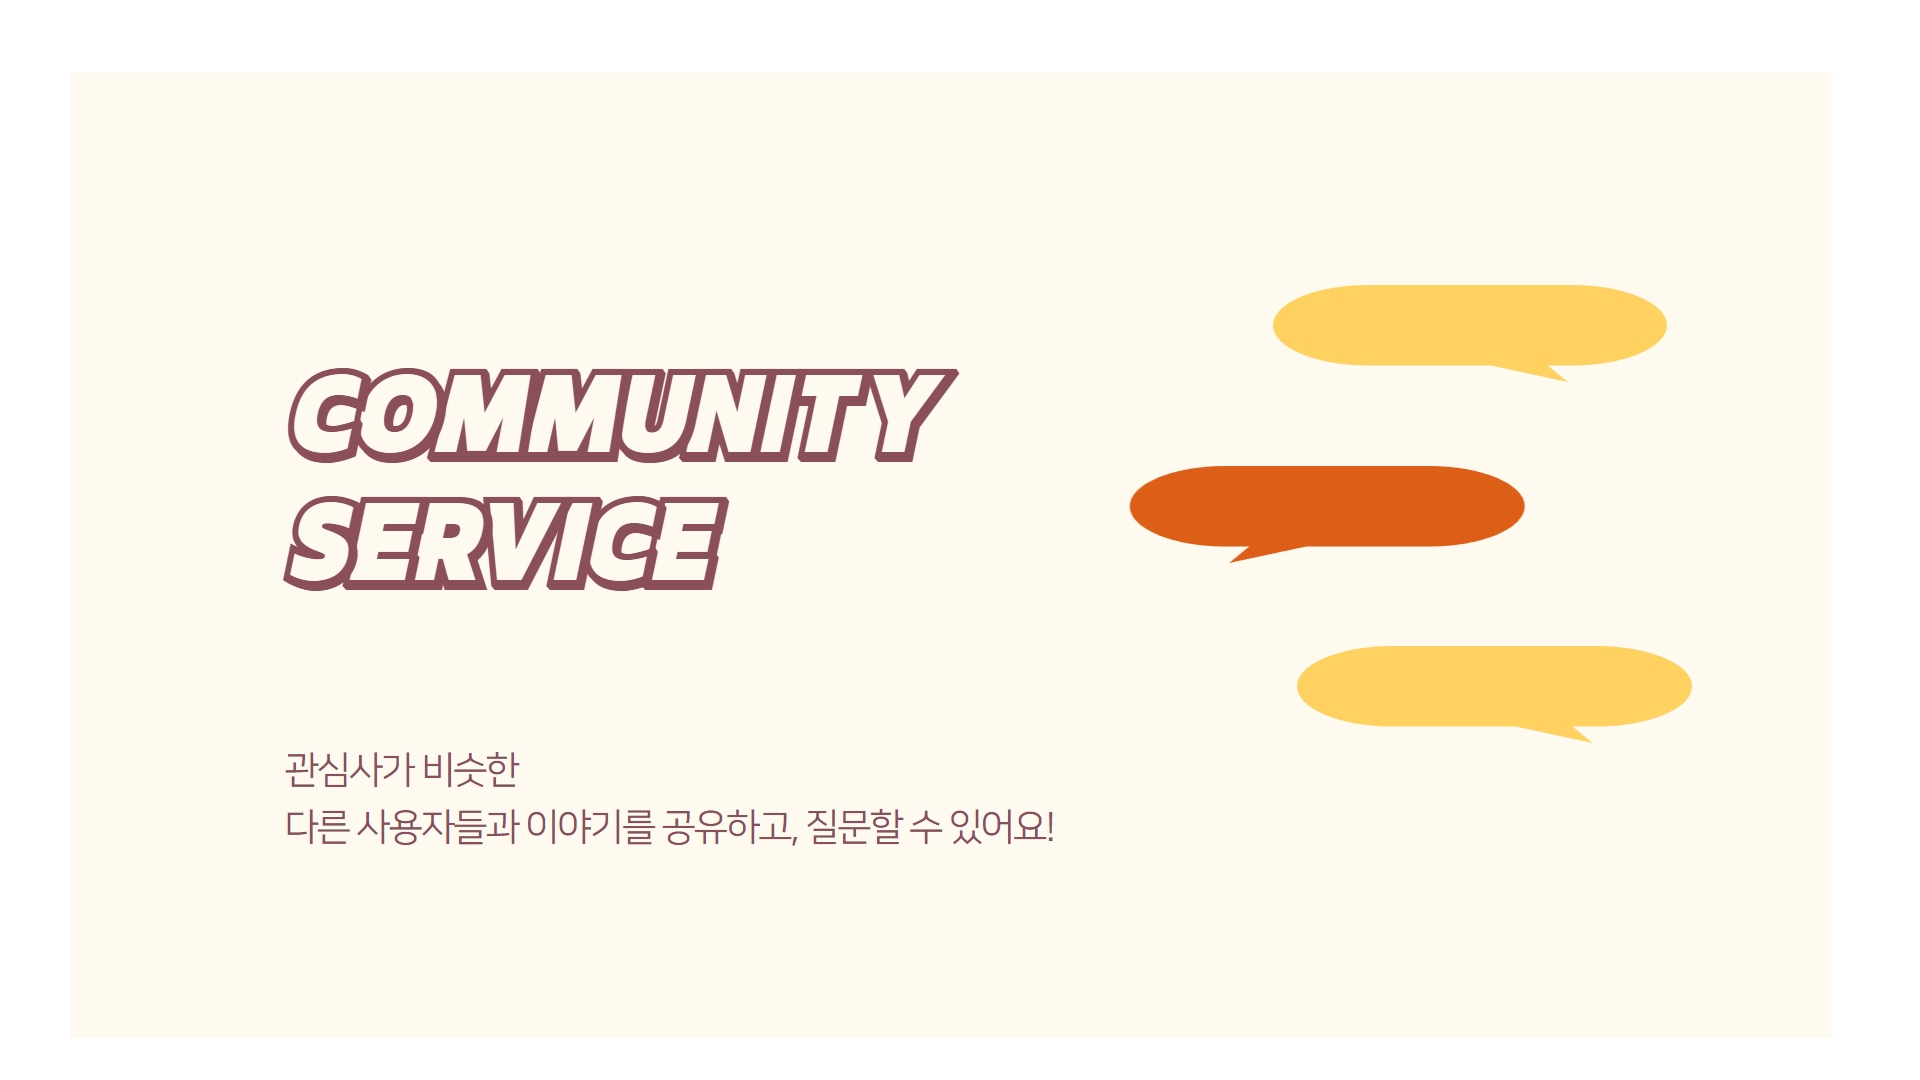 COMMUNITY
SERVICE
관심사가 비슷한
다른 사용자들과 이야기를 공유하고, 질문할 수 있어요!